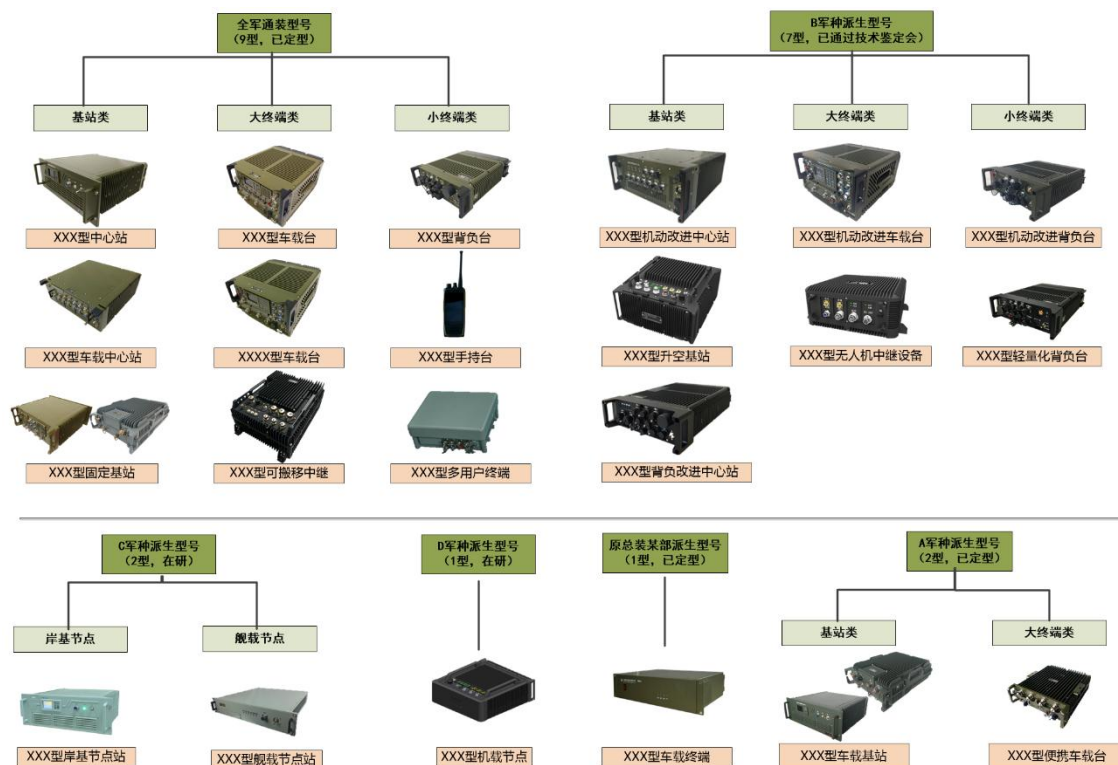 全军通装型号
（9型，已定型）
B军种派生型号
（7型，已通过技术鉴定会）
基站类
大终端类
小终端类
基站类
大终端类
小终端类
XXX型中心站
XXX型车载台
XXX型背负台
XXX型机动改进中心站
XXX型机动改进车载台
XXX型机动改进背负台
XXX型车载中心站
XXXX型车载台
XXX型手持台
XXX型升空基站
XXX型无人机中继设备
XXX型轻量化背负台
XXX型固定基站
XXX型可搬移中继
XXX型多用户终端
XXX型背负改进中心站
C军种派生型号
（2型，在研）
D军种派生型号
（1型，在研）
原总装某部派生型号
（1型，已定型）
A军种派生型号
（2型，已定型）
岸基节点
舰载节点
基站类
大终端类
XXX型岸基节点站
XXX型舰载节点站
XXX型机载节点
XXX型车载终端
XXX型车载基站
XXX型便携车载台